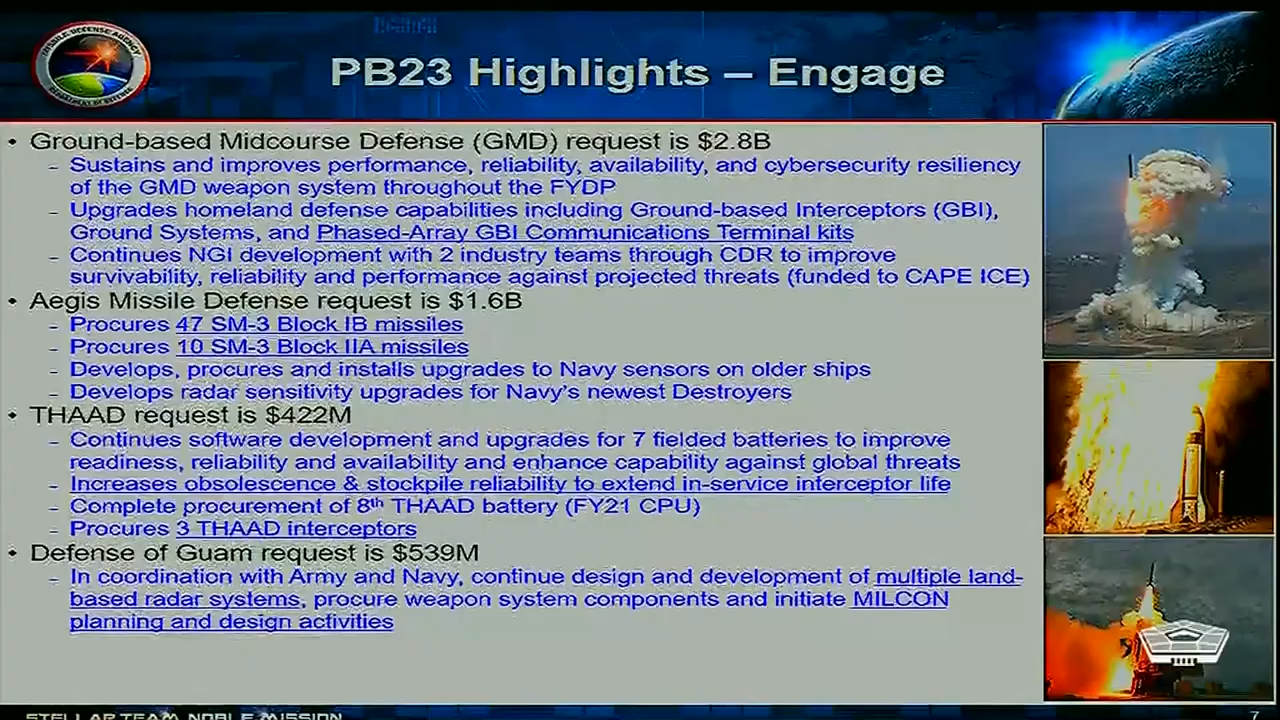 MISSILE DEFENSE AGENCY
DEPARTMENT OF DEFENSE
PB23 Highlights – Engage
• Ground-based Midcourse Defense (GMD) request is $2.8B
– Sustains and improves performance, reliability, availability, and cybersecurity resiliency
of the GMD weapon system throughout the FYDP
– Upgrades homeland defense capabilities including Ground-based Interceptors (GBI),
Ground Systems, and Phased-Array GBI Communications Terminal kits
– Continues NGI development with 2 industry teams through CDR to improve
survivability, reliability and performance against projected threats (funded to CAPE ICE)
• Aegis Missile Defense request is $1.6B
– Procures 47 SM-3 Block IB missiles
– Procures 10 SM-3 Block IIA missiles
– Develops, procures and installs upgrades to Navy sensors on older ships
– Develops radar sensitivity upgrades for Navy's newest Destroyers
• THAAD request is $422M
– Continues software development and upgrades for 7 fielded batteries to improve
readiness, reliability and availability and enhance capability against global threats
– Increases obsolescence & stockpile reliability to extend in-service interceptor life
– Complete procurement of 8th THAAD battery (FY21 CPU)
– Procures 3 THAAD interceptors
• Defense of Guam request is $539M
– In coordination with Army and Navy, continue design and development of multiple land-
based radar systems, procure weapon system components and initiate MILCON
planning and design activities
STELLAR TEAM, NOBLE MISSION
7